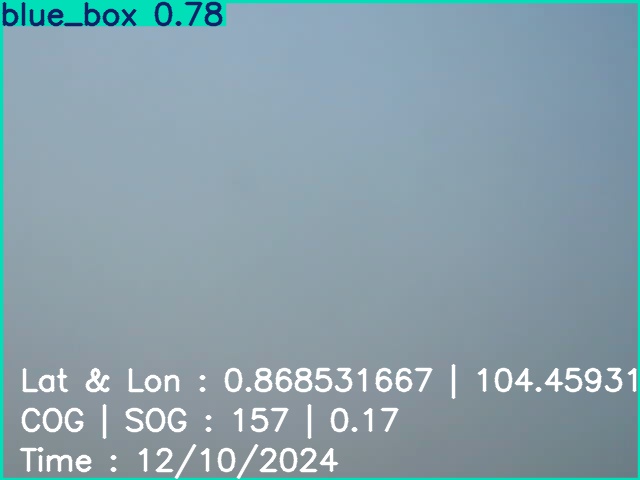 blue_box 0.78
Lat & Lon : 0.868531667 | 104.45931
COG | SOG : 157 | 0.17
Time : 12/10/2024